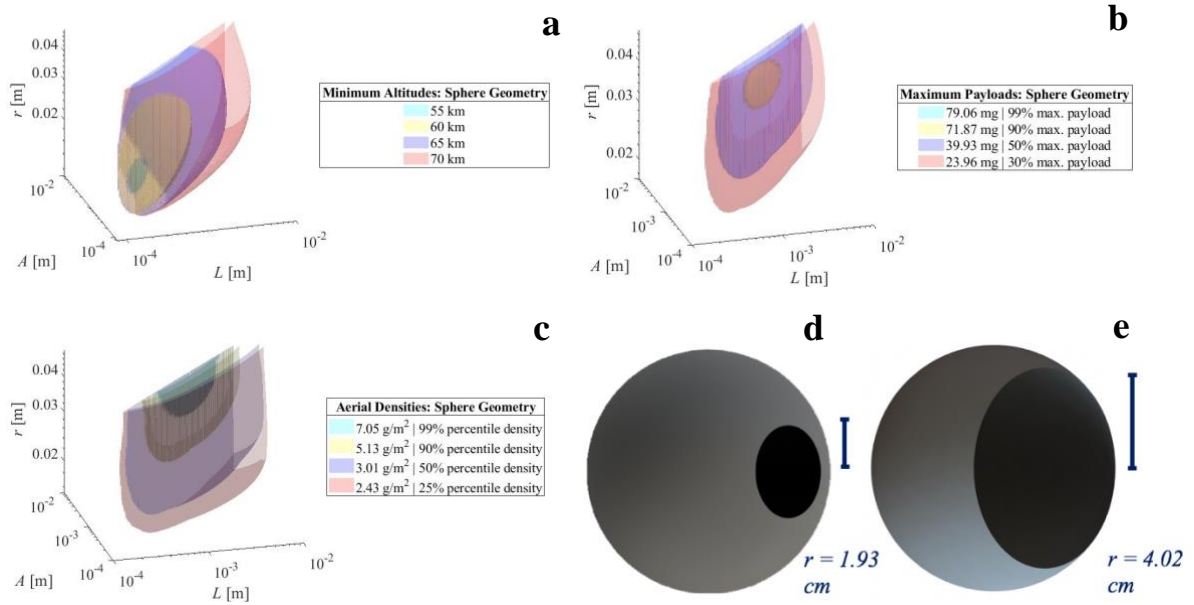 a
r [m]
0.04
0.03
0.02
10-2
10-4
A [m]
10-4
L [m]
10-2
Minimum Altitudes: Sphere Geometry
55 km
60 km
65 km
70 km
b
r [m]
0.04
0.03
0.02
10-2
10-3
10-4
A [m]
10-4
10-3
10-2
L [m]
Maximum Payloads: Sphere Geometry
79.06 mg | 99% max. payload
71.87 mg | 90% max. payload
39.93 mg | 50% max. payload
23.96 mg | 30% max. payload
c
r [m]
0.04
0.03
0.02
10-2
10-3
10-4
A [m]
10-4
10-3
10-2
L [m]
Aerial Densities: Sphere Geometry
7.05 g/m2 | 99% percentile density
5.13 g/m2 | 90% percentile density
3.01 g/m2 | 50% percentile density
2.43 g/m2 | 25% percentile density
d
r = 1.93
cm
e
r = 4.02
cm